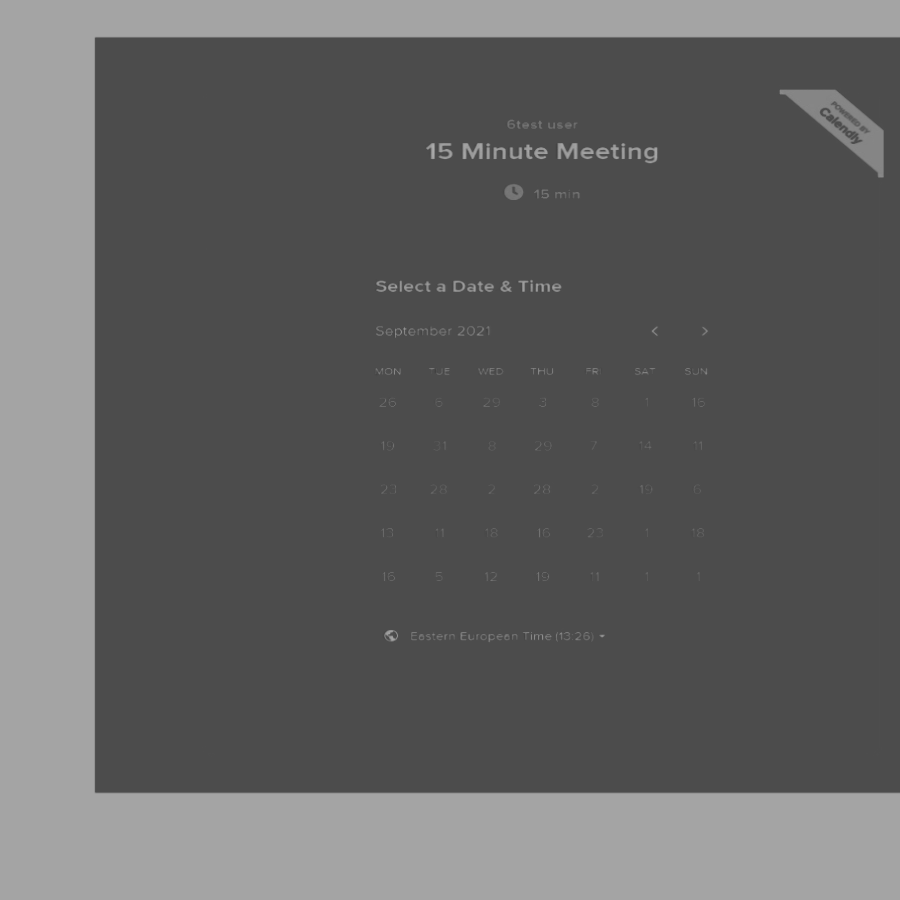 6test user
15 Minute Meeting
15 min
POWERED BY
Calendly
Select a Date & Time
September 2021
MON TUE WED THU FRI SAT SUN
26 6 29 3 8 1 16
19 31 8 29 7 14 11
23 28 2 28 2 19 6
13 11 18 16 23 1 18
16 5 12 19 11 1 1
Eastern European Time (13:26)